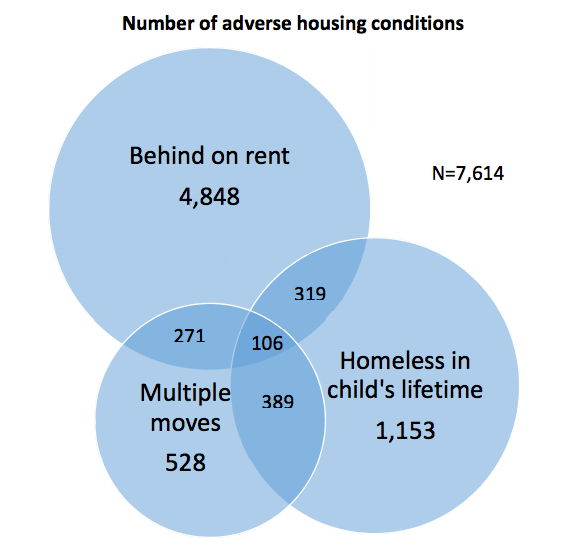 Number of adverse housing conditions
Behind on rent
4,848
N=7,614
319
271
106
Homeless in
child's lifetime
1,153
Multiple
moves
528
389